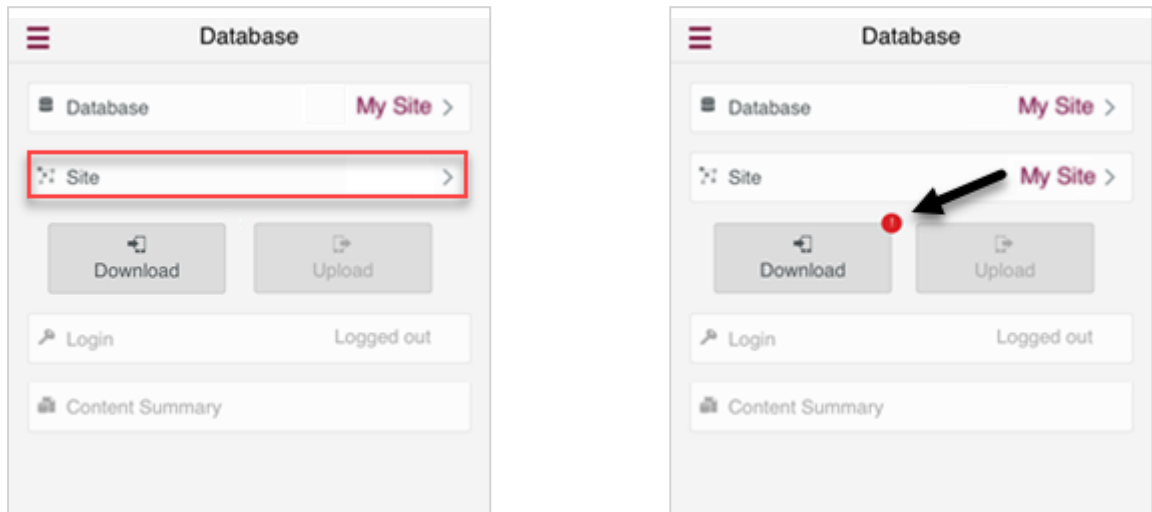 Database
Database My Site
Site
Download Upload
Login Logged out
Content Summary
Database
Database My Site
Site My Site
!
Download Upload
Login Logged out
Content Summary